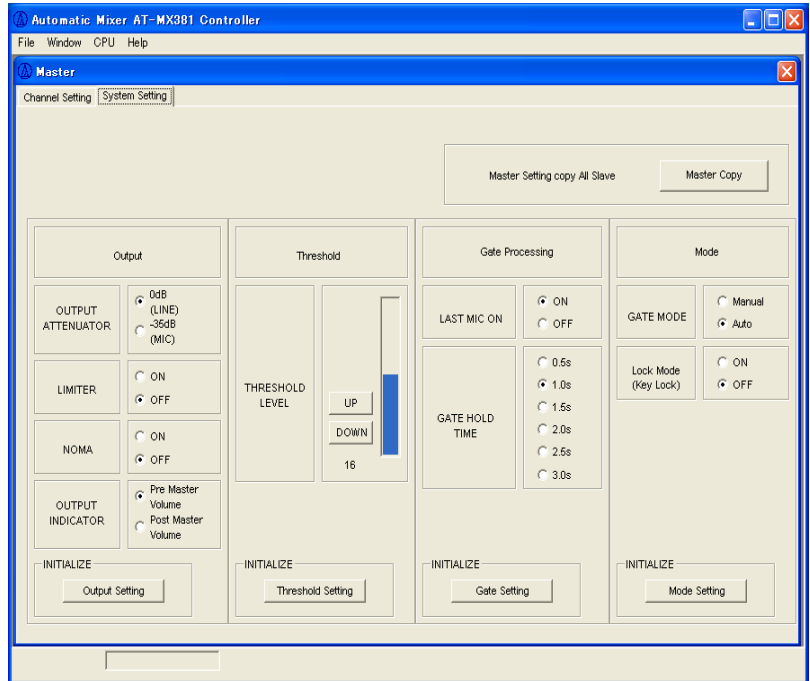 Automatic Mixer AT-MX381 Controller
File Window CPU Help
Master
Channel Setting System Setting
Master Setting copy All Slave Master Copy
Output
OUTPUT
ATTENUATOR
0dB
(LINE)
-35dB
(MIC)
LIMITER
ON
OFF
NOMA
ON
OFF
OUTPUT
INDICATOR
Pre Master
Volume
Post Master
Volume
INITIALIZE
Output Setting
Threshold
THRESHOLD
LEVEL
UP
DOWN
16
INITIALIZE
Threshold Setting
Gate Processing
LAST MIC ON
ON
OFF
GATE HOLD
TIME
0.5s
1.0s
1.5s
2.0s
2.5s
3.0s
INITIALIZE
Gate Setting
Mode
GATE MODE
Manual
Auto
Lock Mode
(Key Lock)
ON
OFF
INITIALIZE
Mode Setting